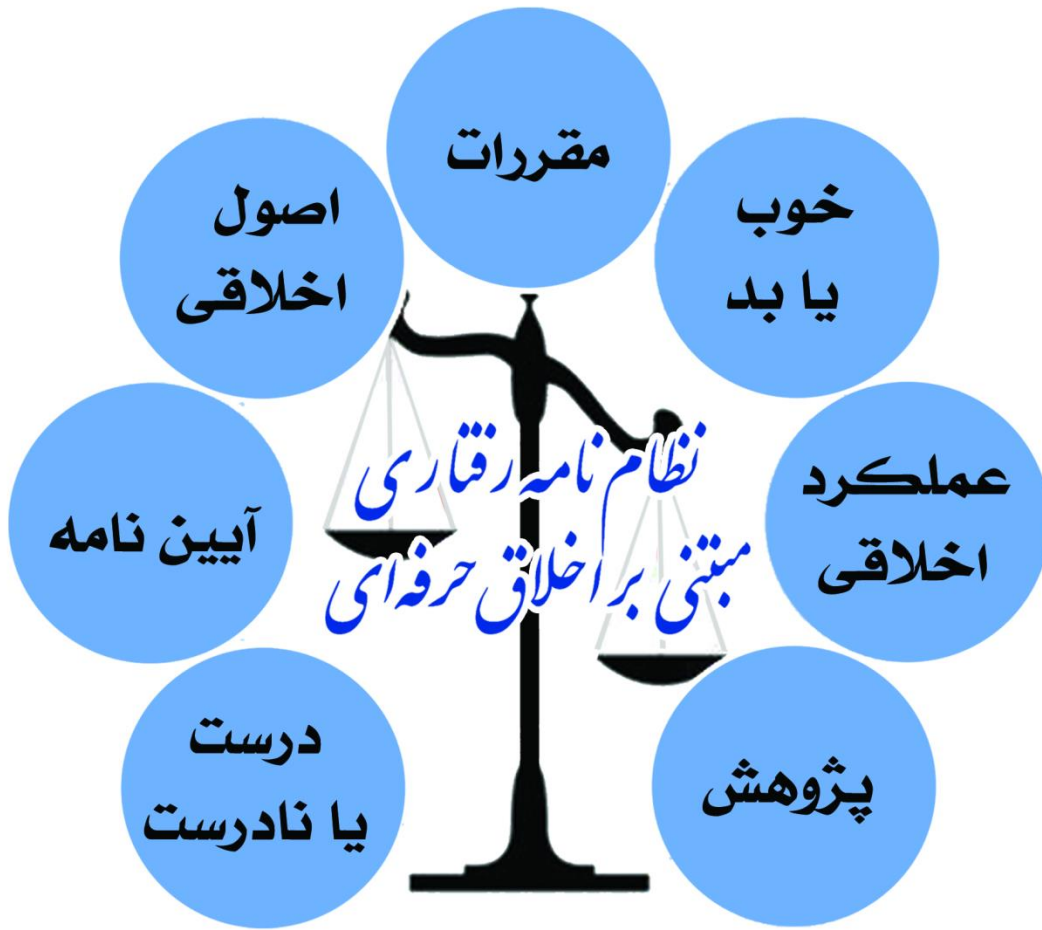 مقررات
خوب
یا بد
اصول
اخلاقی
عملکرد
اخلاقی
آیین نامه
نظام نامه رفتاری
مبتنی بر اخلاق حرفه‌ای
درست
یا نادرست
پژوهش